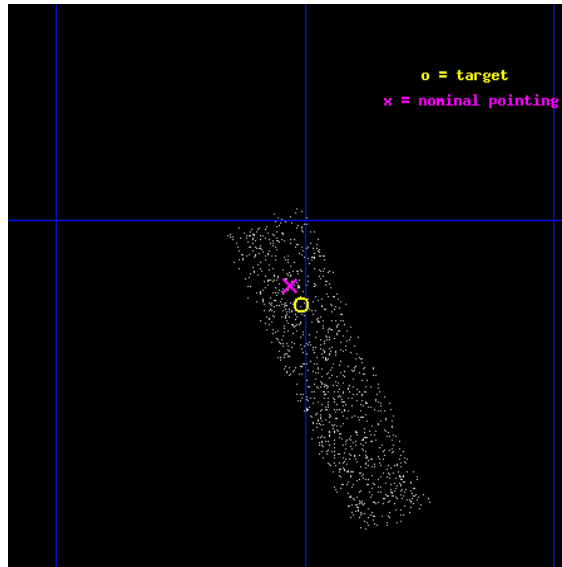 o = target
x = nominal pointing